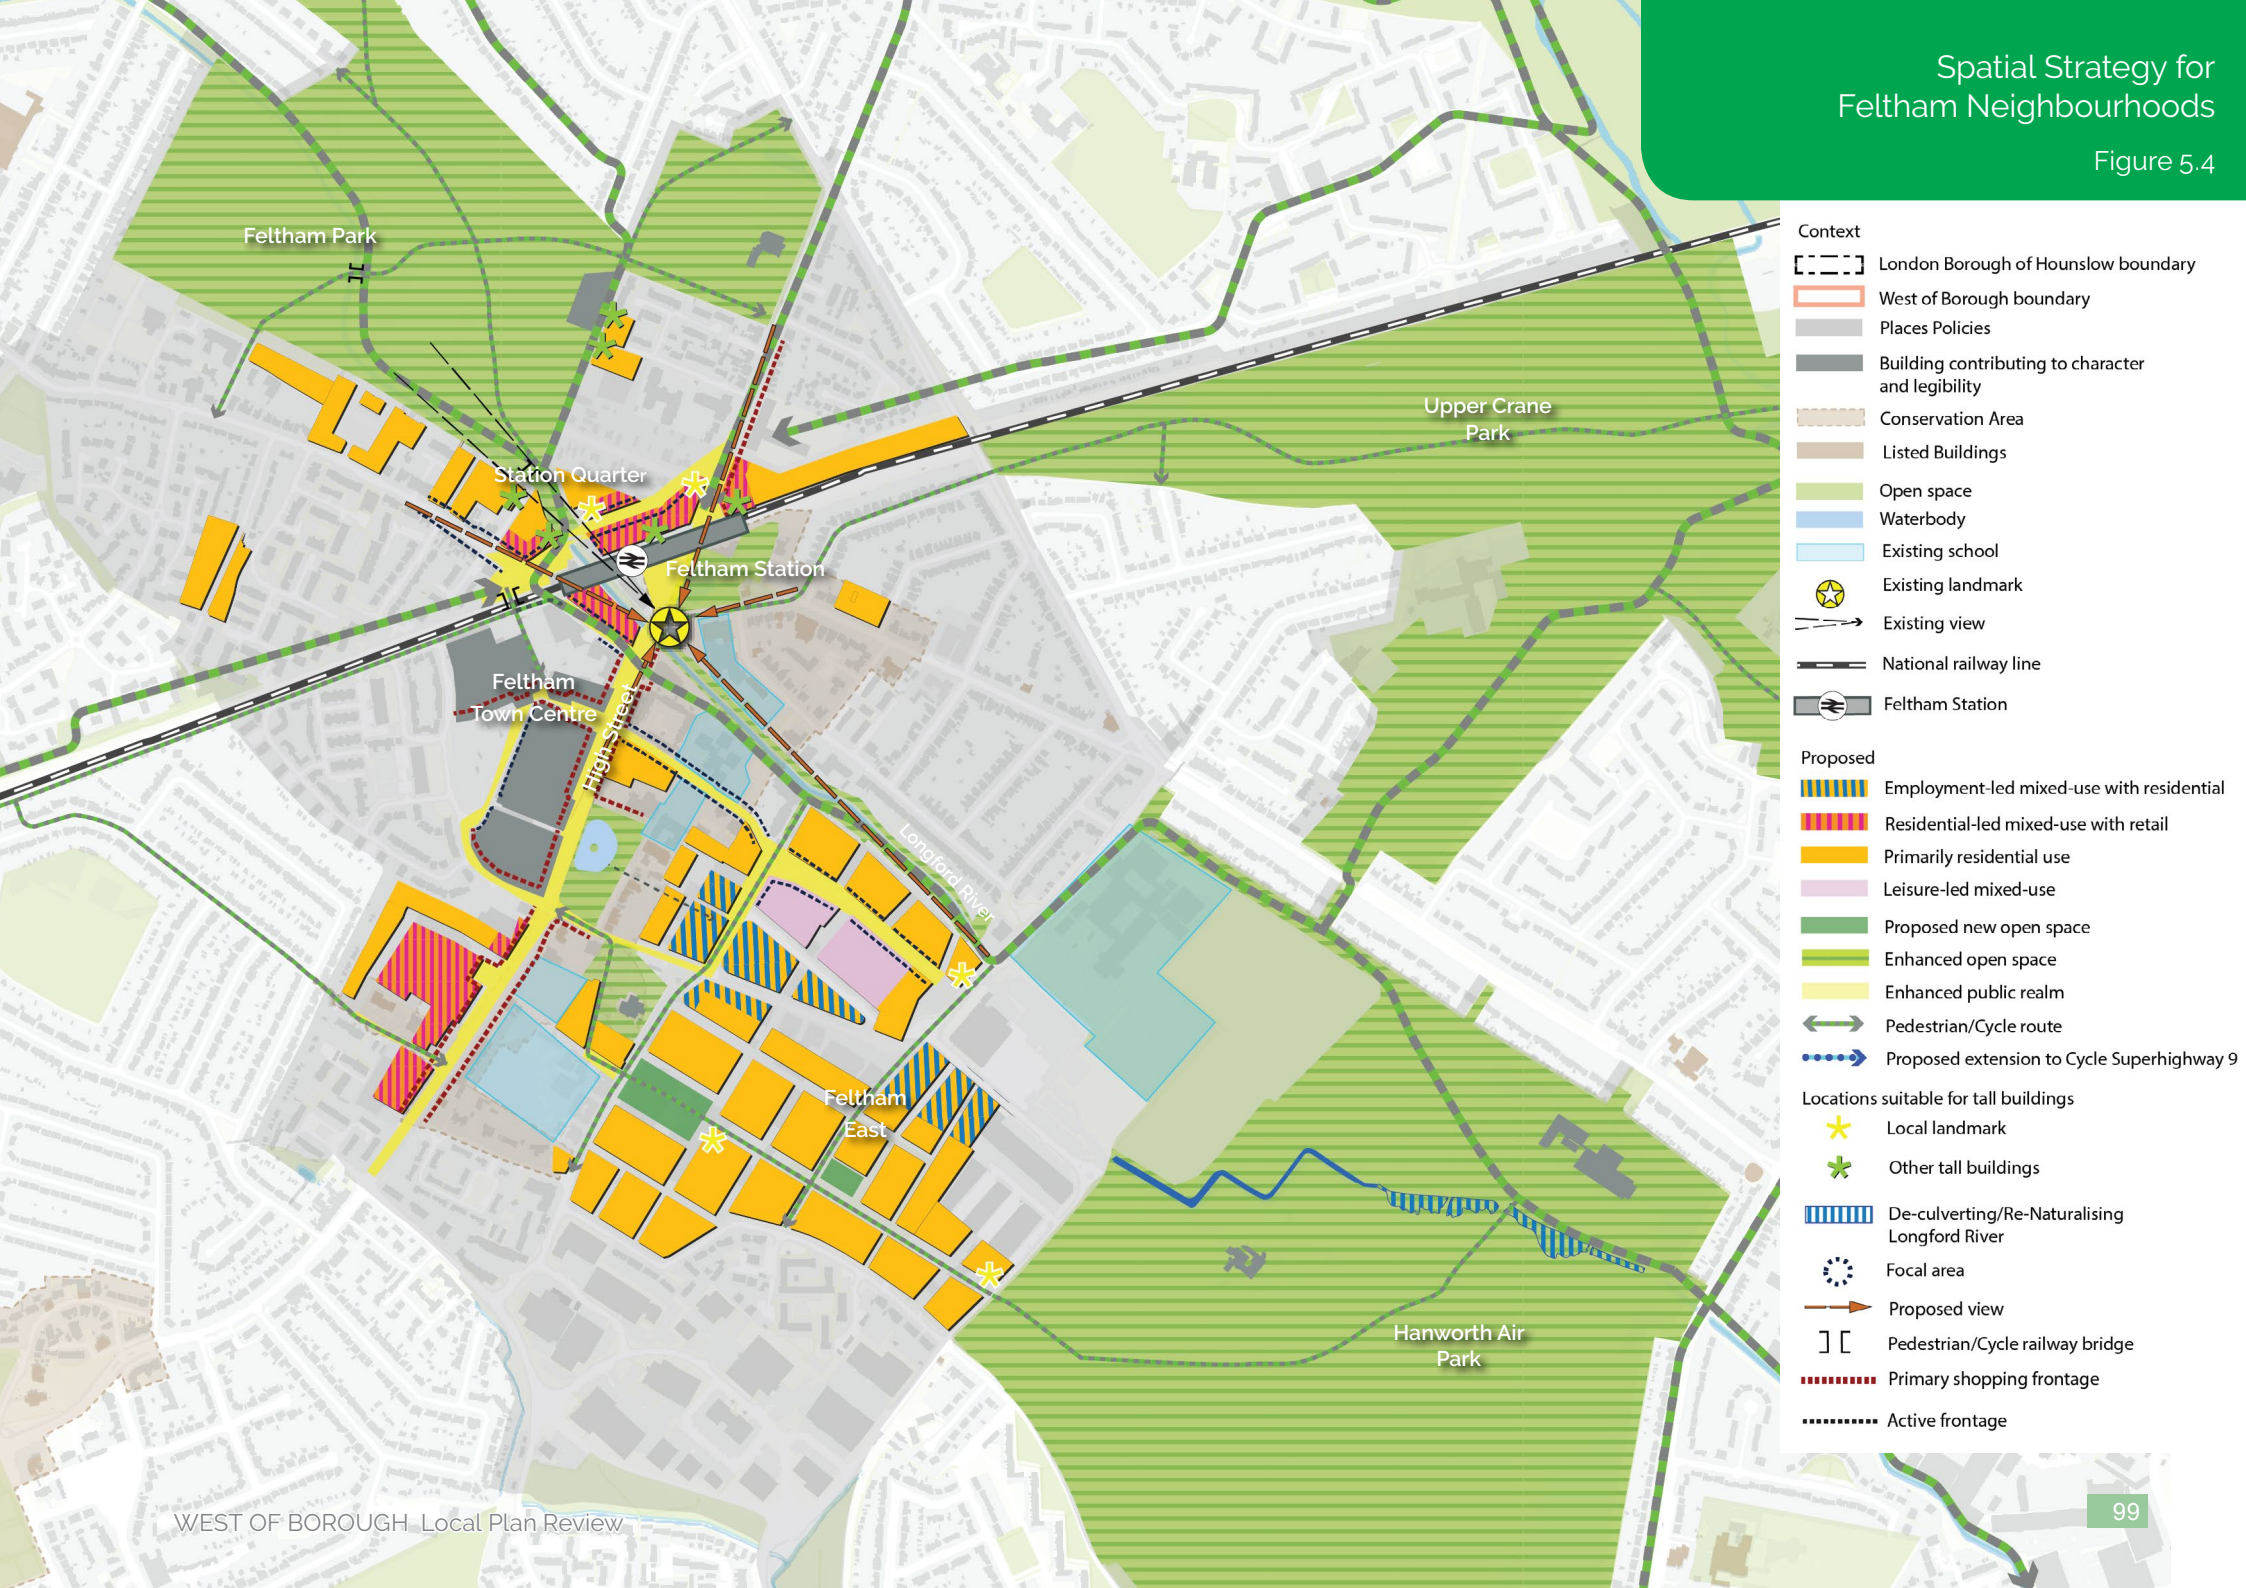 Spatial Strategy for
Feltham Neighbourhoods
Figure 5.4
Feltham Park
Station Quarter
Feltham Station
Upper Crane
Park
Feltham
Town Centre
High Street
Longford River
Feltham
East
Hanworth Air
Park
Context
London Borough of Hounslow boundary
West of Borough boundary
Places Policies
Building contributing to character
and legibility
Conservation Area
Listed Buildings
Open space
Waterbody
Existing school
Existing landmark
Existing view
National railway line
Feltham Station
Proposed
Employment-led mixed-use with residential
Residential-led mixed-use with retail
Primarily residential use
Leisure-led mixed-use
Proposed new open space
Enhanced open space
Enhanced public realm
Pedestrian/Cycle route
Proposed extension to Cycle Superhighway 9
Locations suitable for tall buildings
Local landmark
Other tall buildings
De-culverting/Re-Naturalising
Longford River
Focal area
Proposed view
Pedestrian/Cycle railway bridge
Primary shopping frontage
Active frontage
WEST OF BOROUGH Local Plan Review
99